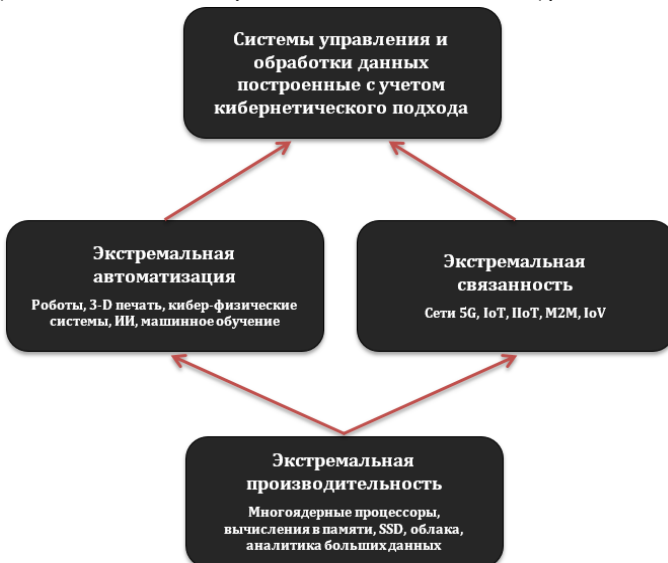 Системы управления и
обработки данных
построенные с учетом
кибернетического подхода
Экстремальная
автоматизация
Роботы, 3-D печать, кибер-физические
системы, ИИ, машинное обучение
Экстремальная
связанность
Сети 5G, IoT, IIoT, M2M, IoV
Экстремальная
производительность
Многоядерные процессоры,
вычисления в памяти, SSD, облака,
аналитика больших данных